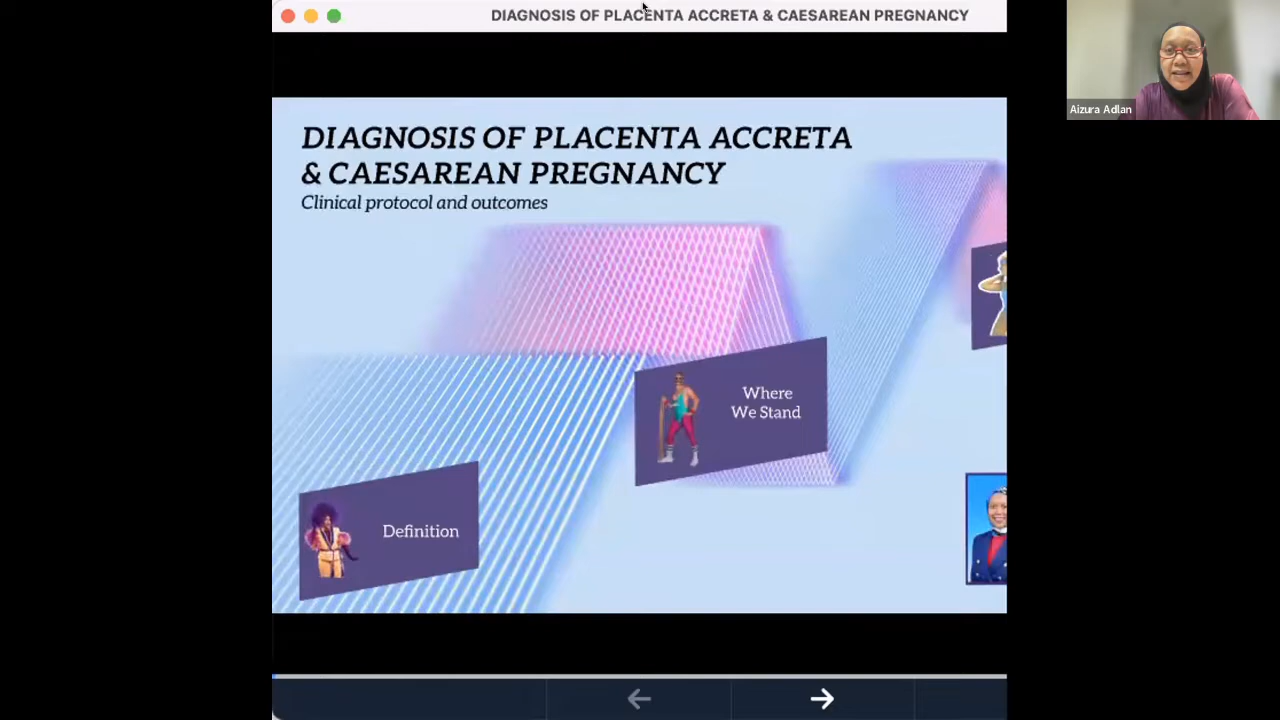 DIAGNOSIS OF PLACENTA ACCRETA & CAESAREAN PREGNANCY
Aizura Adlan
DIAGNOSIS OF PLACENTA ACCRETA
& CAESAREAN PREGNANCY
Clinical protocol and outcomes
Where
We Stand
Definition